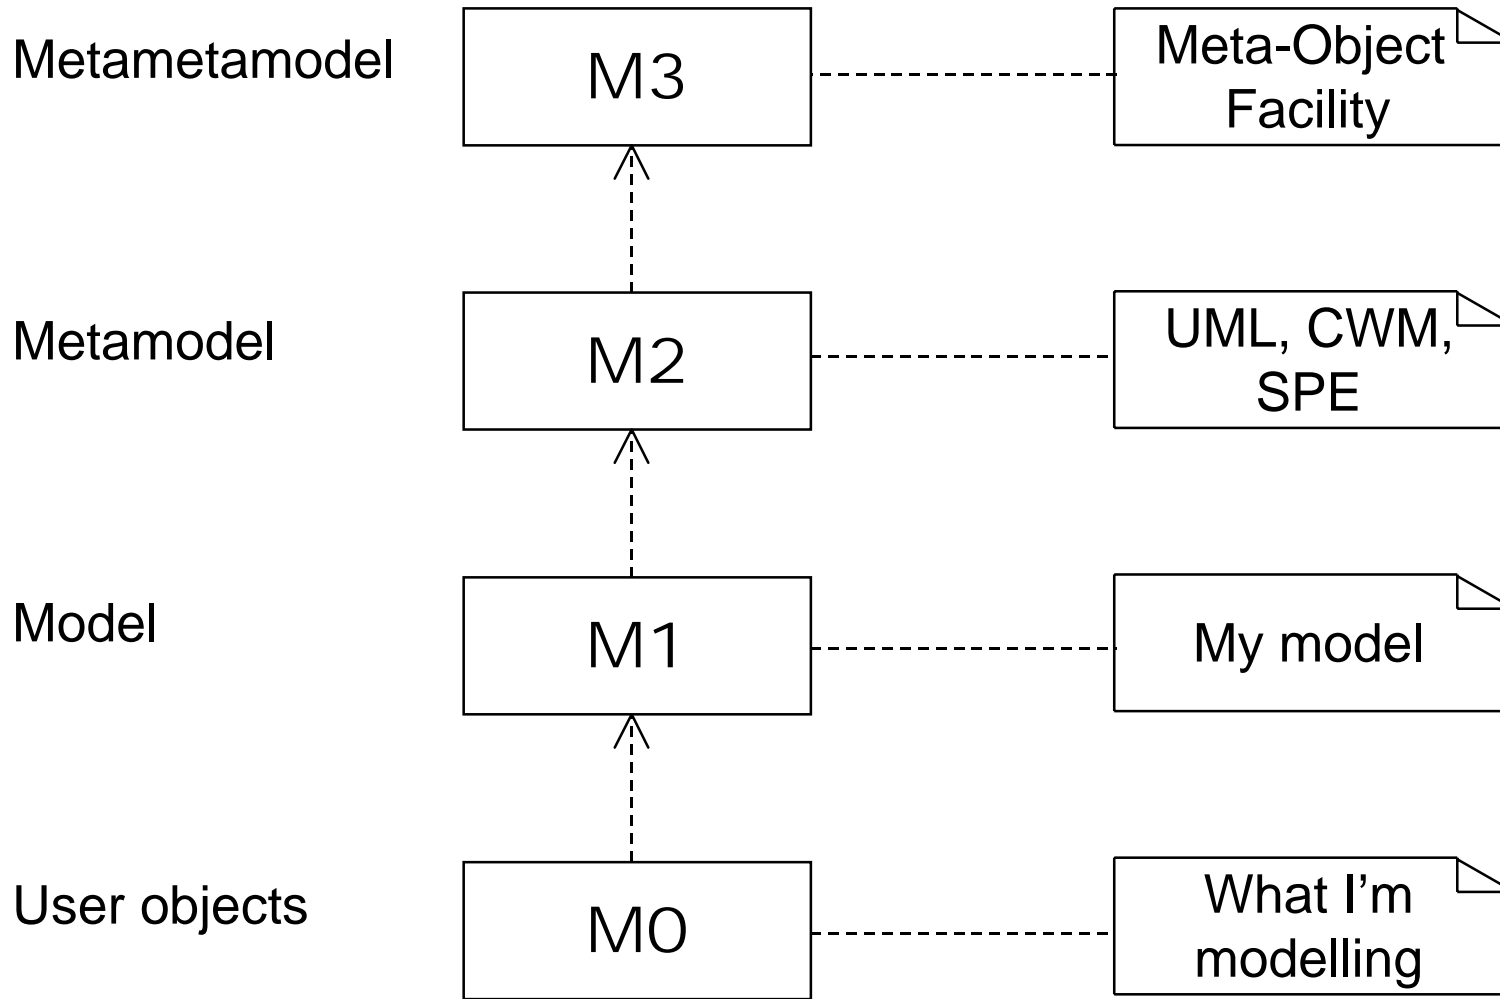 Metametamodel
M3
Meta-Object
Facility
Metamodel
M2
UML, CWM,
SPE
Model
M1
My model
User objects
M0
What I’m
modelling